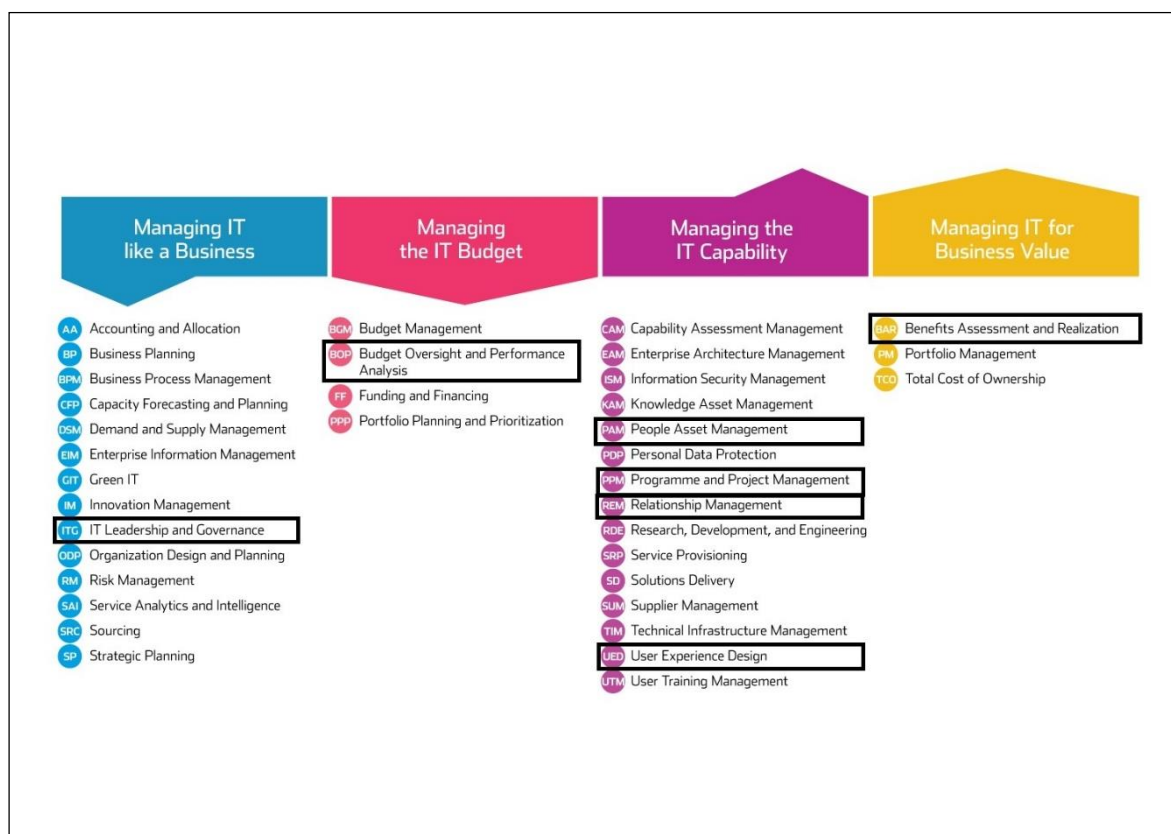 Managing IT
like a Business
AA Accounting and Allocation
BP Business Planning
BPM Business Process Management
CFP Capacity Forecasting and Planning
DSM Demand and Supply Management
EIM Enterprise Information Management
GIT Green IT
IM Innovation Management
ITG IT Leadership and Governance
ODP Organization Design and Planning
RM Risk Management
SAI Service Analytics and Intelligence
SRC Sourcing
SP Strategic Planning
Managing
the IT Budget
BGM Budget Management
BOP Budget Oversight and Performance
Analysis
FF Funding and Financing
PPP Portfolio Planning and Prioritization
Managing the
IT Capability
CAM Capability Assessment Management
EAM Enterprise Architecture Management
ISM Information Security Management
KAM Knowledge Asset Management
PAM People Asset Management
PDP Personal Data Protection
PPM Programme and Project Management
REM Relationship Management
RDE Research, Development, and Engineering
SRP Service Provisioning
SD Solutions Delivery
SUM Supplier Management
TIM Technical Infrastructure Management
UED User Experience Design
UTM User Training Management
Managing IT for
Business Value
BAR Benefits Assessment and Realization
PM Portfolio Management
TCO Total Cost of Ownership